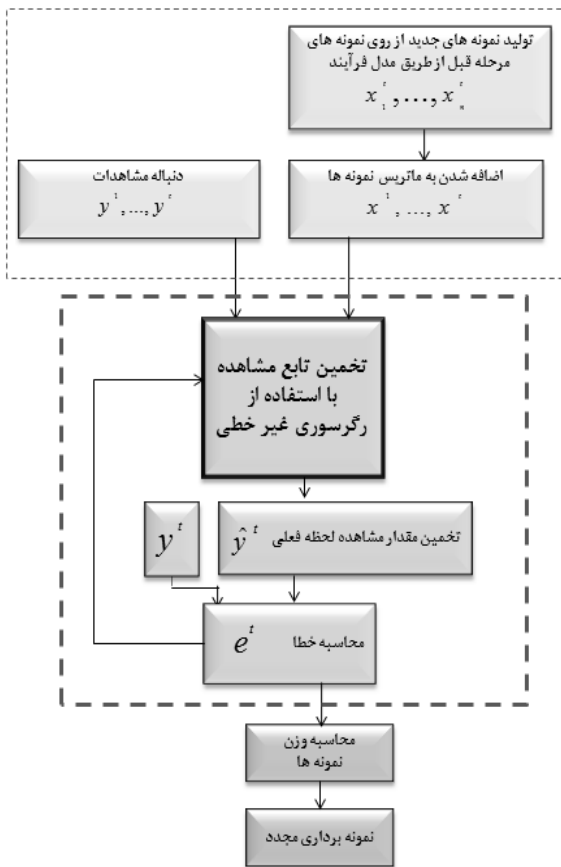 تولید نمونه های جدید از روی نمونه های
مرحله قبل از طریق مدل فرآیند
x₁ᵗ , ... , xₙᵗ
اضافه شدن به ماتریس نمونه ها
x¹ , ... , xᵗ
دنباله مشاهدات
y¹ , ... , yᵗ
تخمین تابع مشاهده
با استفاده از
رگرسوری غیر خطی
تخمین مقدار مشاهده لحظه فعلی ŷᵗ
yᵗ
محاسبه خطا eᵗ
محاسبه وزن
نمونه ها
نمونه برداری مجدد